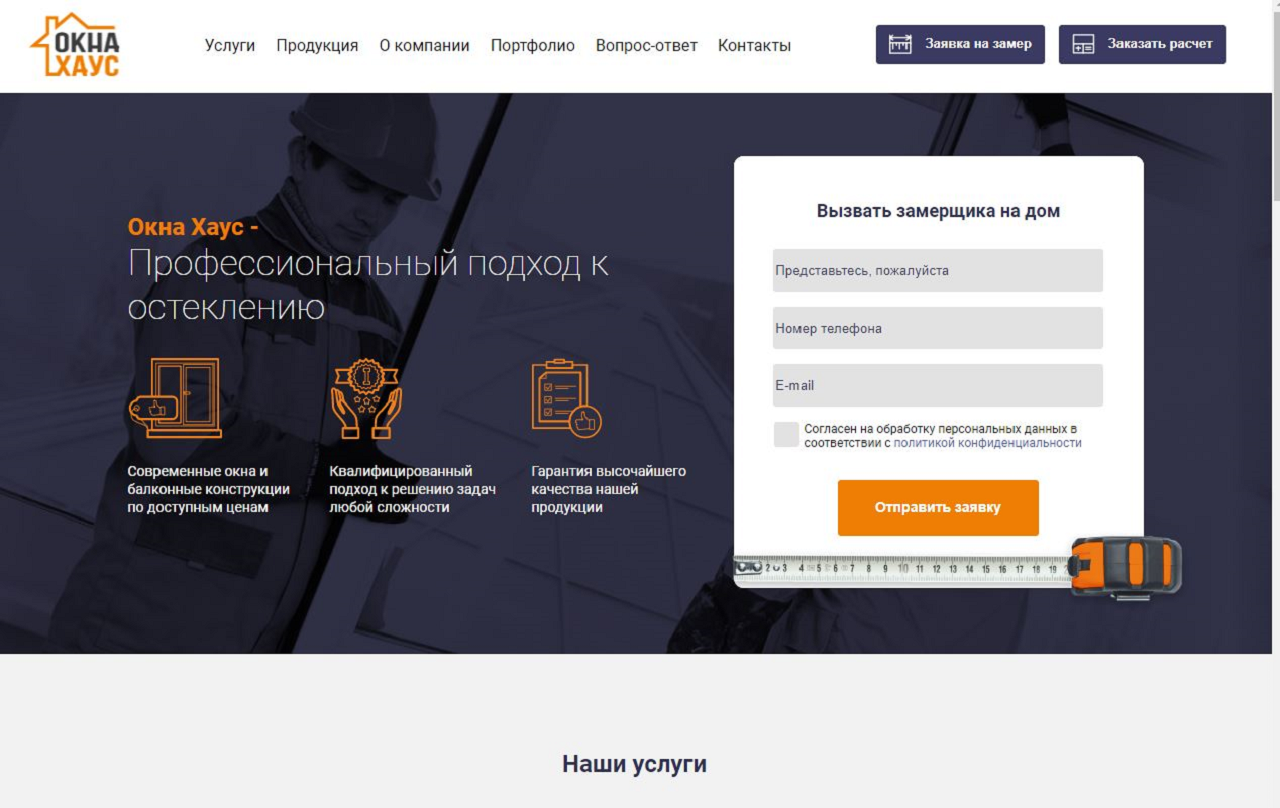 ОКНА
ХАУС
Услуги Продукция О компании Портфолио Вопрос-ответ Контакты
Заявка на замер
Заказать расчет
Окна Хаус -
Профессиональный подход к
остеклению
Современные окна и
балконные конструкции
по доступным ценам
Квалифицированный
подход к решению задач
любой сложности
Гарантия высочайшего
качества нашей
продукции
Вызвать замерщика на дом
Представьтесь, пожалуйста
Номер телефона
E-mail
Согласен на обработку персональных данных в
соответствии с политикой конфиденциальности
Отправить заявку
2 3 4 5 6 7 8 9 10 11 12 13 14 15 16 17 18 19
Наши услуги